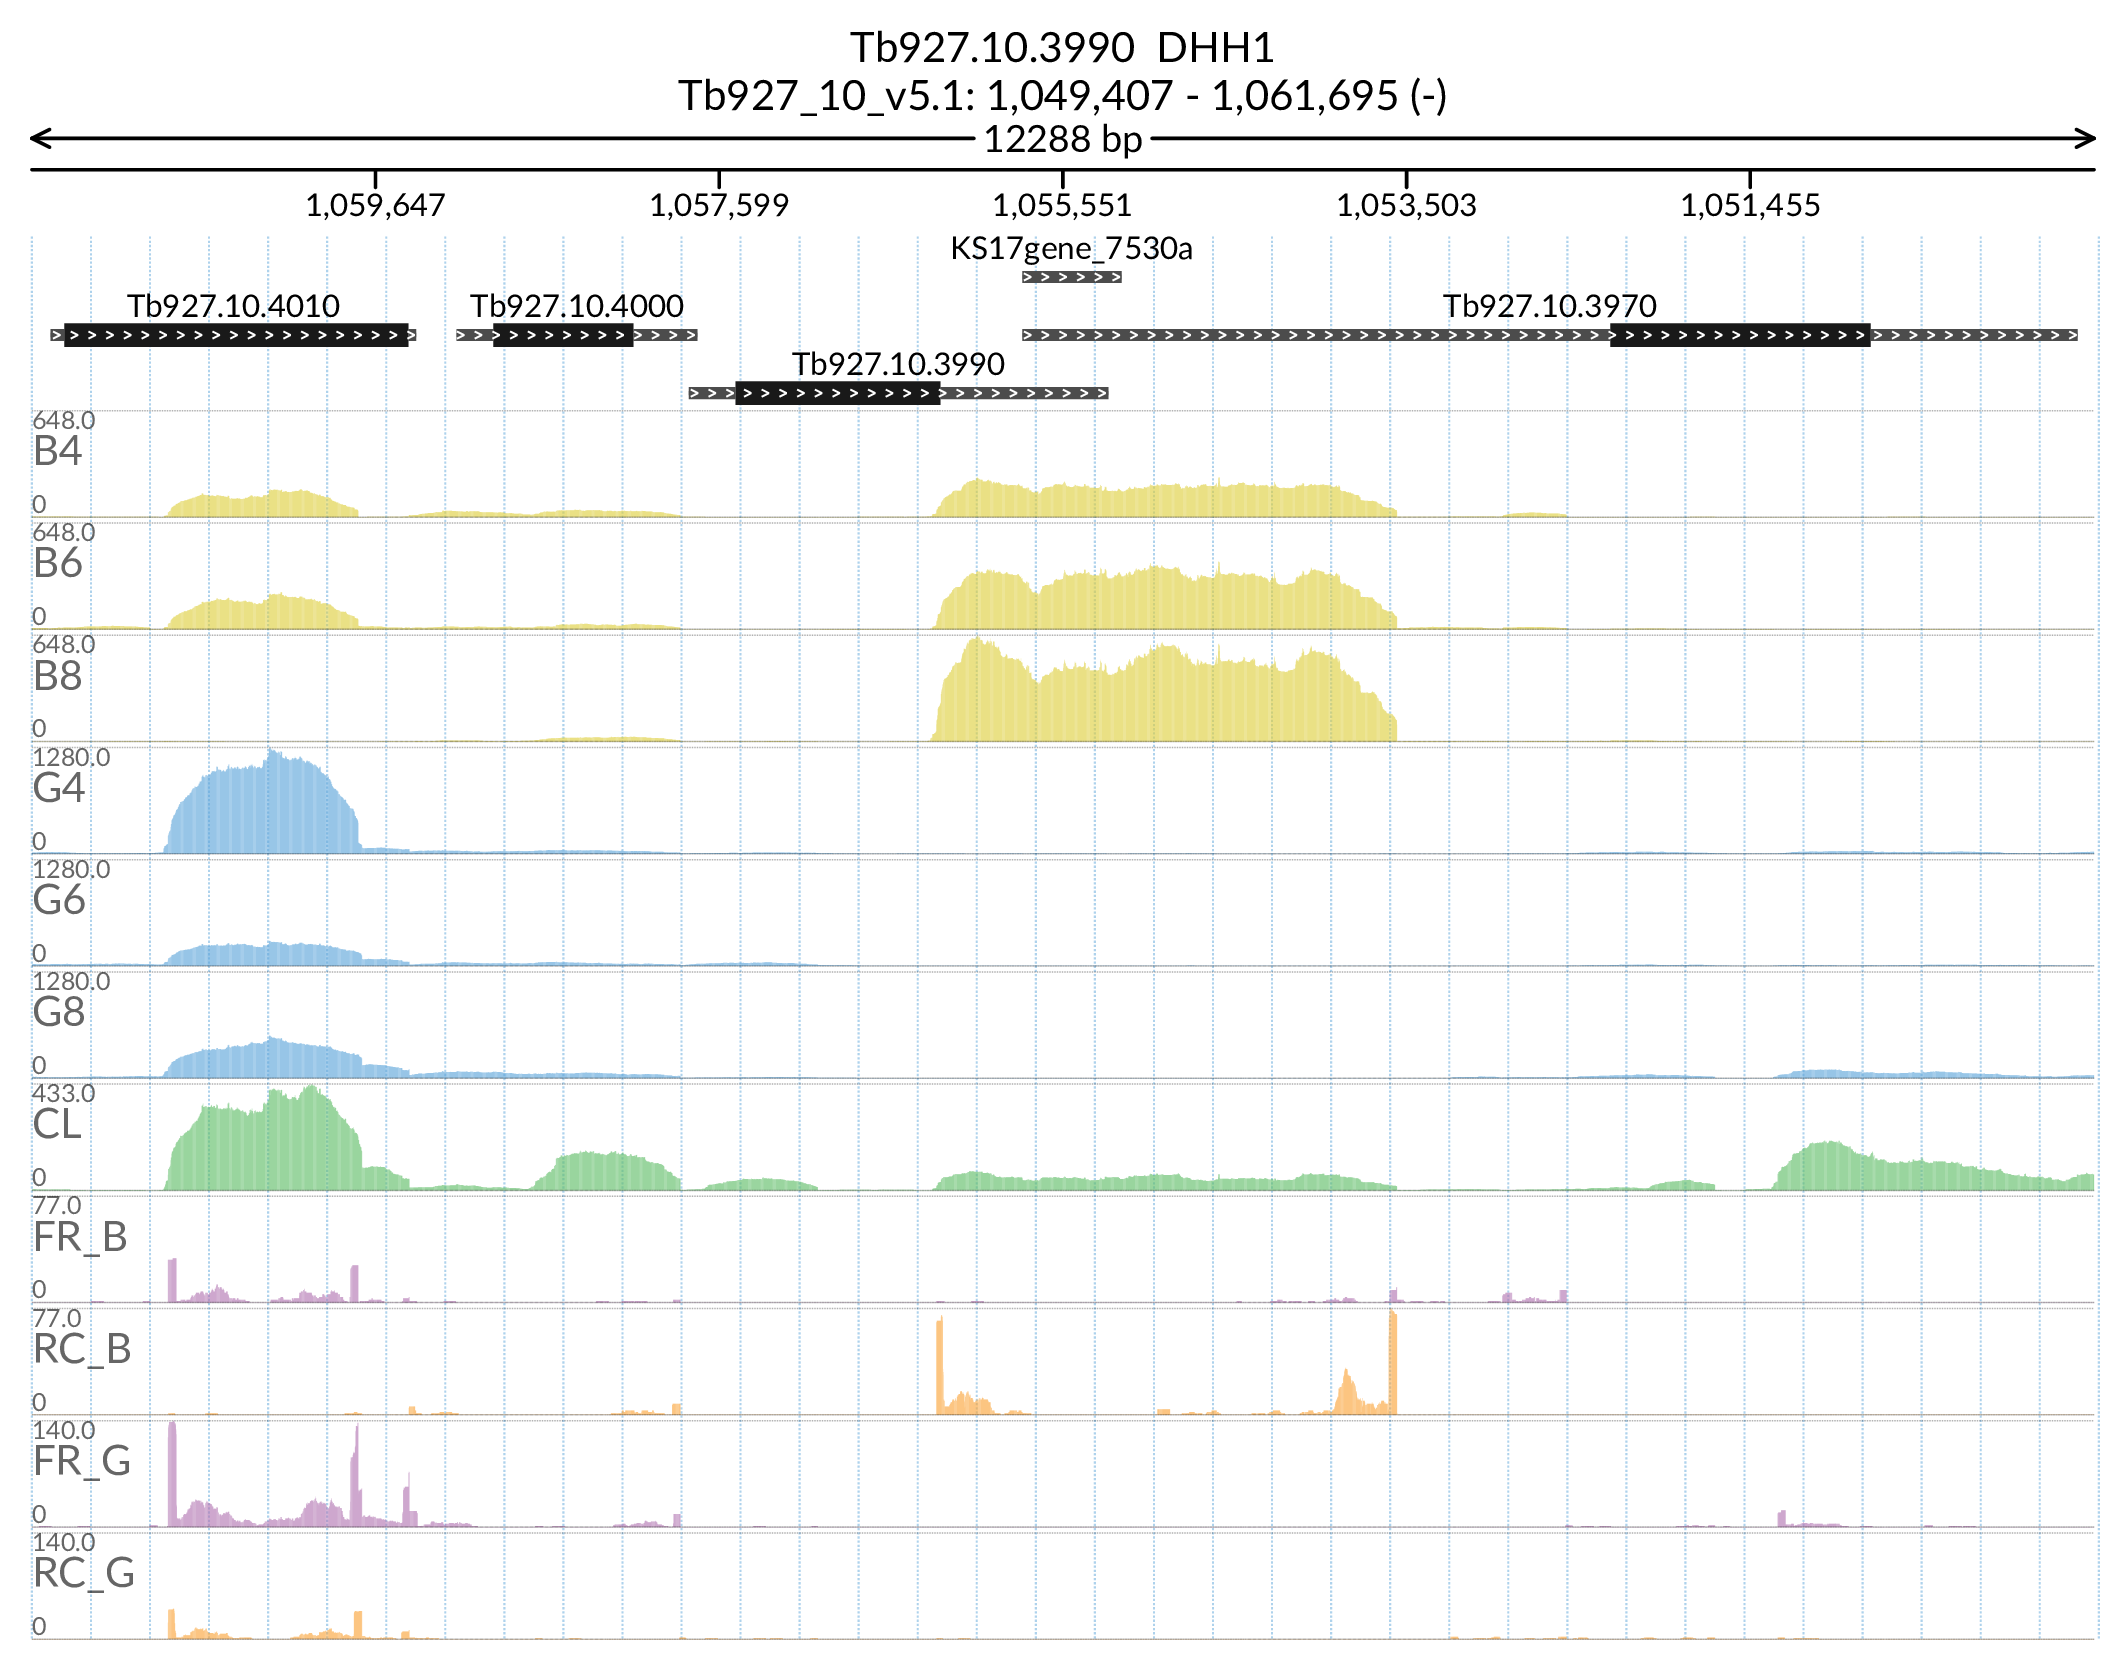 Tb927.10.3990  DHH1
Tb927_10_v5.1: 1,049,407 - 1,061,695 (-)
12288 bp
1,059,647 1,057,599 1,055,551 1,053,503 1,051,455
KS17gene_7530a
Tb927.10.4010 Tb927.10.4000 Tb927.10.3970
Tb927.10.3990
648.0
B4
0
648.0
B6
0
648.0
B8
0
1280.0
G4
0
1280.0
G6
0
1280.0
G8
0
433.0
CL
0
77.0
FR_B
0
77.0
RC_B
0
140.0
FR_G
0
140.0
RC_G
0